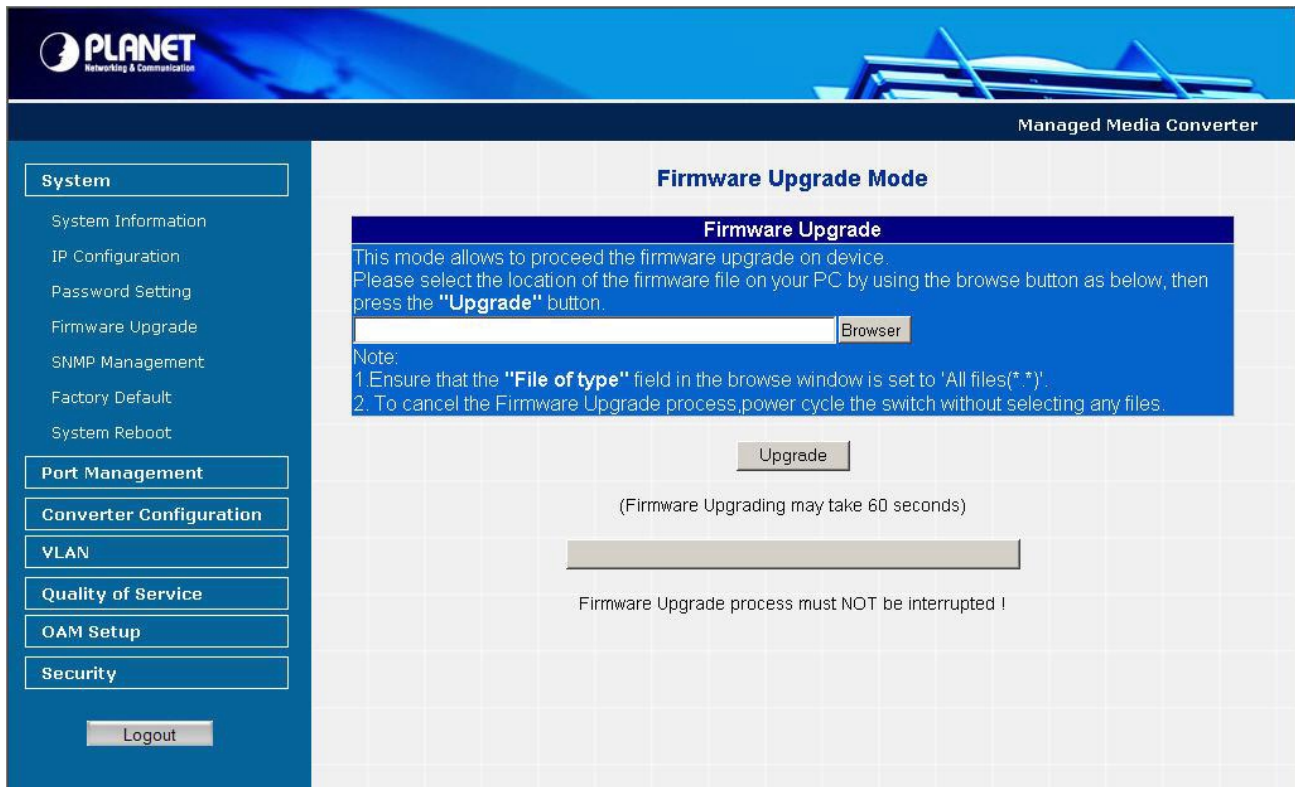 PLANET
Networking & Communication
Managed Media Converter
System
System Information
IP Configuration
Password Setting
Firmware Upgrade
SNMP Management
Factory Default
System Reboot
Port Management
Converter Configuration
VLAN
Quality of Service
OAM Setup
Security
Logout
Firmware Upgrade Mode
Firmware Upgrade
This mode allows to proceed the firmware upgrade on device.
Please select the location of the firmware file on your PC by using the browse button as below, then
press the "Upgrade" button.
Browser
Note:
1.Ensure that the "File of type" field in the browse window is set to 'All files(*.*)'.
2. To cancel the Firmware Upgrade process,power cycle the switch without selecting any files.
Upgrade
(Firmware Upgrading may take 60 seconds)
Firmware Upgrade process must NOT be interrupted !